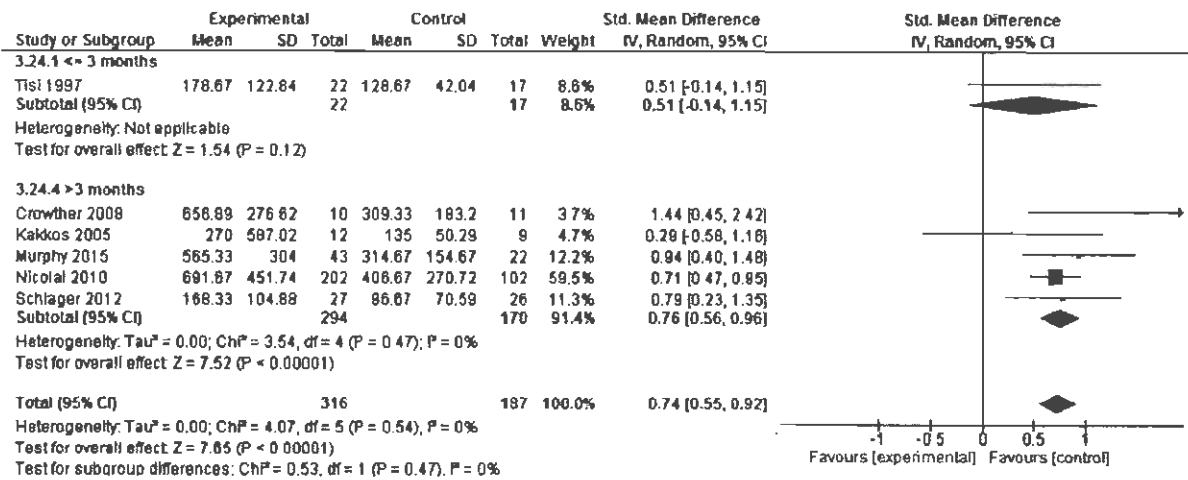 Experimental Control Std. Mean Difference Std. Mean Difference
Study or Subgroup Mean SD Total Mean SD Total Weight IV, Random, 95% CI IV, Random, 95% CI
3.24.1 <= 3 months
Tisi 1997 178.67 122.84 22 128.67 42.04 17 8.6% 0.51 [-0.14, 1.15]
Subtotal (95% CI) 22 17 8.6% 0.51 [-0.14, 1.15]
Heterogeneity: Not applicable
Test for overall effect: Z = 1.54 (P = 0.12)
3.24.4 >3 months
Crowther 2008 656.89 276.62 10 309.33 183.2 11 3.7% 1.44 [0.45, 2.42]
Kakkos 2005 270 587.02 12 135 50.29 9 4.7% 0.29 [-0.58, 1.16]
Murphy 2015 565.33 304 43 314.67 154.67 22 12.2% 0.94 [0.40, 1.48]
Nicolai 2010 691.67 451.74 202 406.67 270.72 102 59.5% 0.71 [0.47, 0.95]
Schlager 2012 168.33 104.88 27 96.67 70.59 26 11.3% 0.79 [0.23, 1.35]
Subtotal (95% CI) 294 170 91.4% 0.76 [0.56, 0.96]
Heterogeneity: Tau² = 0.00; Chi² = 3.54, df = 4 (P = 0.47); I² = 0%
Test for overall effect: Z = 7.52 (P < 0.00001)
Total (95% CI) 316 187 100.0% 0.74 [0.55, 0.92]
Heterogeneity: Tau² = 0.00; Chi² = 4.07, df = 5 (P = 0.54); I² = 0%
Test for overall effect: Z = 7.65 (P < 0.00001)
Test for subgroup differences: Chi² = 0.53, df = 1 (P = 0.47), I² = 0%
-1 -0.5 0 0.5 1
Favours [experimental] Favours [control]